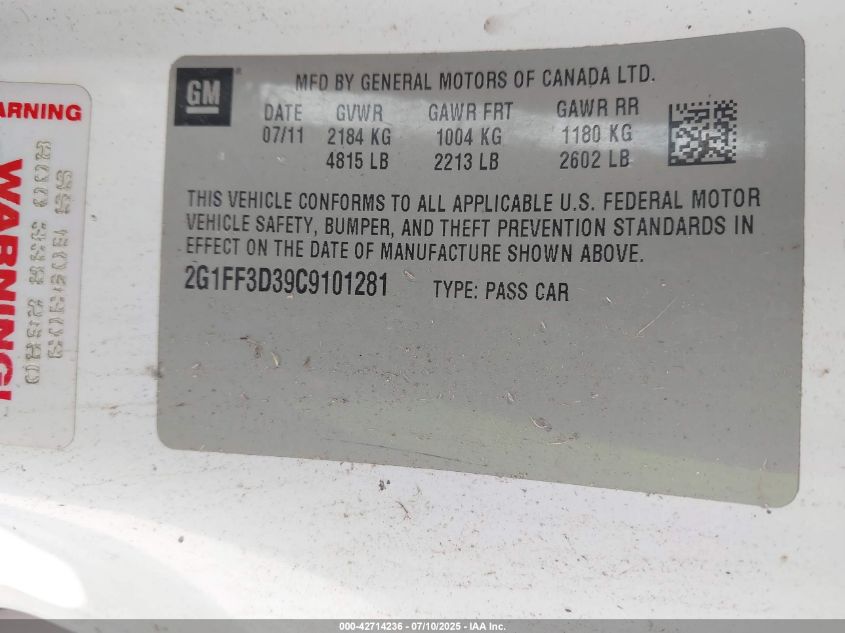 GM
MFD BY GENERAL MOTORS OF CANADA LTD.
DATE GVWR GAWR FRT GAWR RR
07/11 2184 KG 1004 KG 1180 KG
4815 LB 2213 LB 2602 LB
THIS VEHICLE CONFORMS TO ALL APPLICABLE U.S. FEDERAL MOTOR
VEHICLE SAFETY, BUMPER, AND THEFT PREVENTION STANDARDS IN
EFFECT ON THE DATE OF MANUFACTURE SHOWN ABOVE.
2G1FF3D39C9101281 TYPE: PASS CAR
ARNING
WARNING!
000-42714236 - 07/10/2025 - IAA Inc.